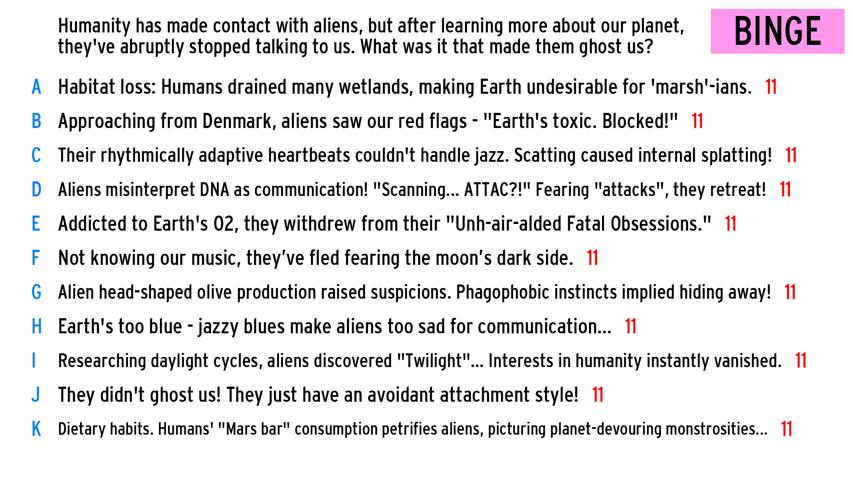 Humanity has made contact with aliens, but after learning more about our planet,
they've abruptly stopped talking to us. What was it that made them ghost us?
BINGE
A Habitat loss: Humans drained many wetlands, making Earth undesirable for 'marsh'-ians. 11
B Approaching from Denmark, aliens saw our red flags - "Earth's toxic. Blocked!" 11
C Their rhythmically adaptive heartbeats couldn't handle jazz. Scatting caused internal splatting! 11
D Aliens misinterpret DNA as communication! "Scanning... ATTAC?!" Fearing "attacks", they retreat! 11
E Addicted to Earth's O2, they withdrew from their "Unh-air-alded Fatal Obsessions." 11
F Not knowing our music, they’ve fled fearing the moon’s dark side. 11
G Alien head-shaped olive production raised suspicions. Phagophobic instincts implied hiding away! 11
H Earth's too blue - jazzy blues make aliens too sad for communication... 11
I Researching daylight cycles, aliens discovered "Twilight"... Interests in humanity instantly vanished. 11
J They didn't ghost us! They just have an avoidant attachment style! 11
K Dietary habits. Humans' "Mars bar" consumption petrifies aliens, picturing planet-devouring monstrosities... 11